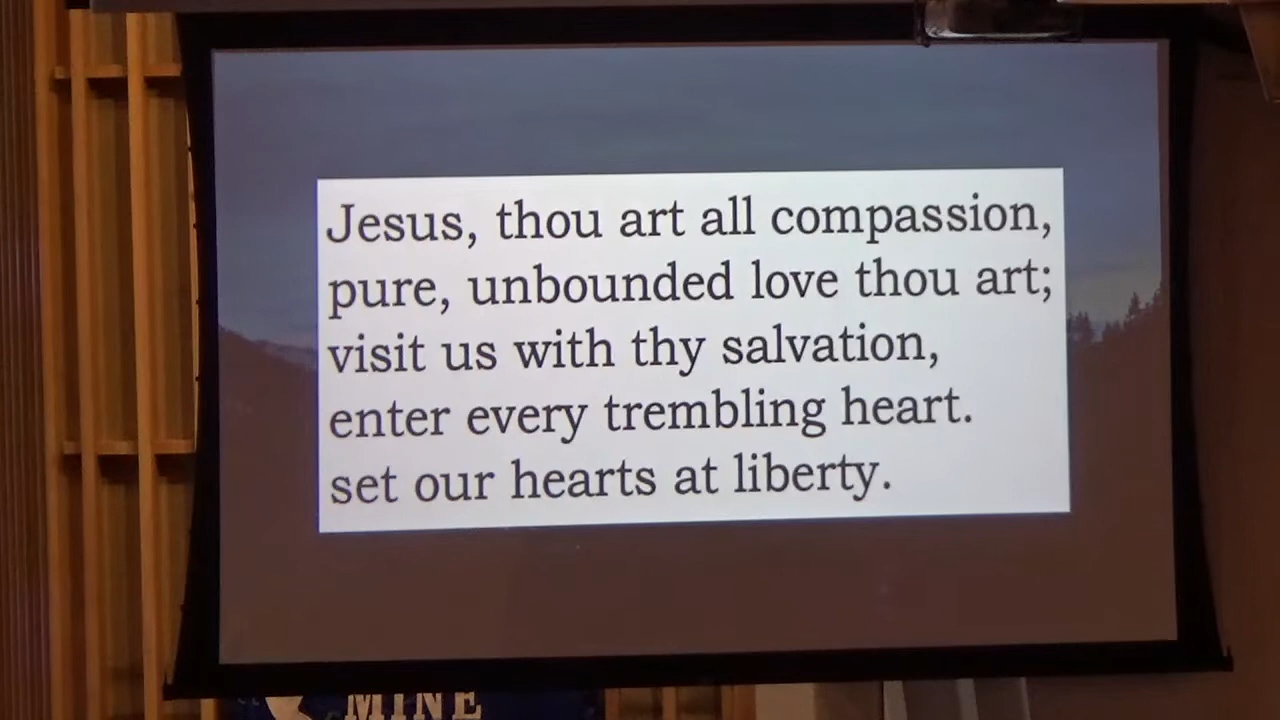 Jesus, thou art all compassion,
pure, unbounded love thou art;
visit us with thy salvation,
enter every trembling heart.
set our hearts at liberty.
MINE